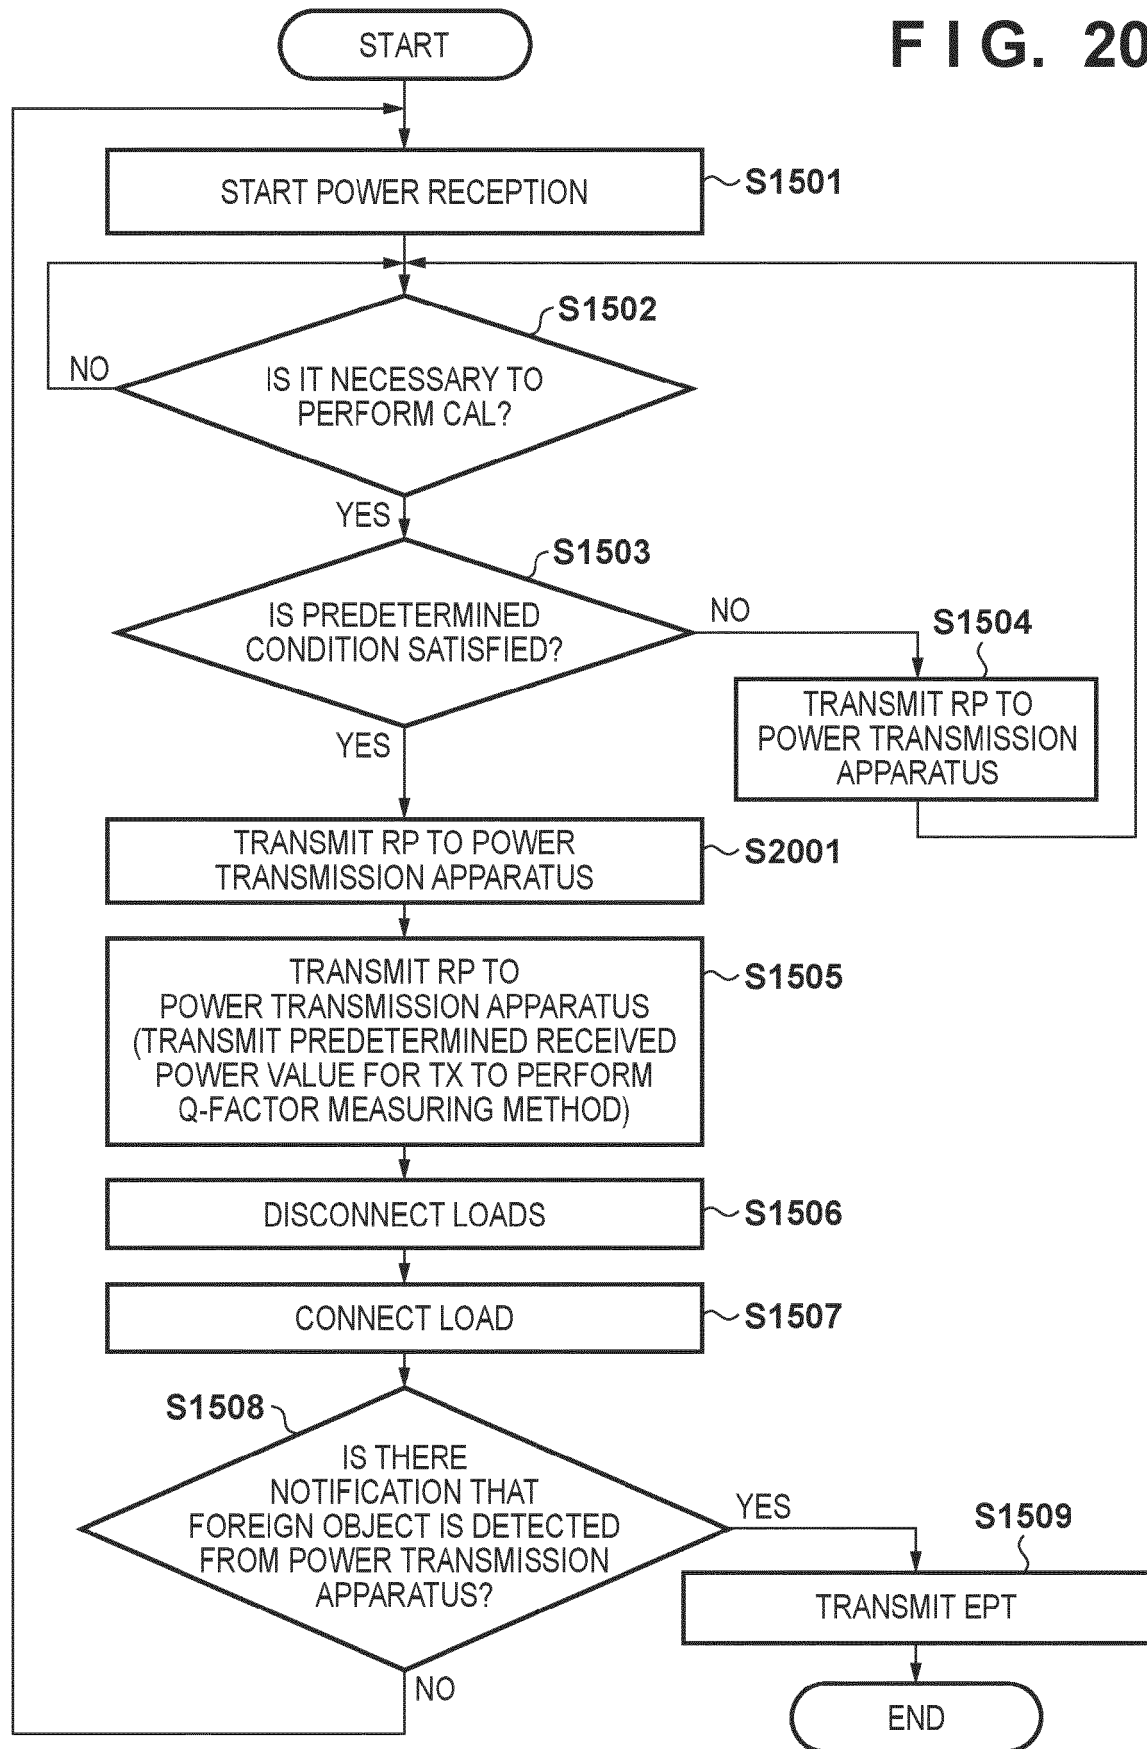 F I G. 20
START
START POWER RECEPTION
S1501
S1502
NO
IS IT NECESSARY TO
PERFORM CAL?
YES
S1503
IS PREDETERMINED
CONDITION SATISFIED?
NO
S1504
TRANSMIT RP TO
POWER TRANSMISSION
APPARATUS
YES
TRANSMIT RP TO POWER
TRANSMISSION APPARATUS
S2001
TRANSMIT RP TO
POWER TRANSMISSION APPARATUS
(TRANSMIT PREDETERMINED RECEIVED
POWER VALUE FOR TX TO PERFORM
Q-FACTOR MEASURING METHOD)
S1505
DISCONNECT LOADS
S1506
CONNECT LOAD
S1507
S1508
IS THERE
NOTIFICATION THAT
FOREIGN OBJECT IS DETECTED
FROM POWER TRANSMISSION
APPARATUS?
YES
S1509
TRANSMIT EPT
NO
END